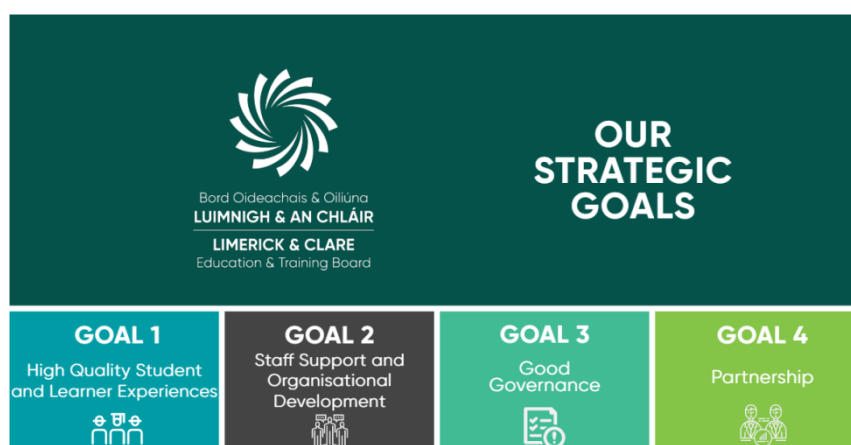 Bord Oideachais & Oiliúna
LUIMNIGH & AN CHLÁIR
LIMERICK & CLARE
Education & Training Board
OUR
STRATEGIC
GOALS
GOAL 1
High Quality Student
and Learner Experiences
GOAL 2
Staff Support and
Organisational
Development
GOAL 3
Good
Governance
GOAL 4
Partnership